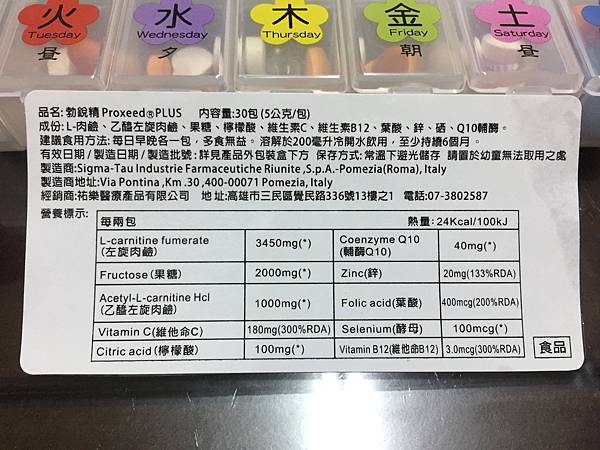 火 水 木 金 土
Tuesday Wednesday Thursday Friday Saturday
昼 夕 朝 昼
品名: 勃銳精 Proxeed®PLUS 內容量:30包 (5公克/包)
成份: L-肉鹼, 乙醯左旋肉鹼、果糖、檸檬酸、維生素C、維生素B12、葉酸、鋅、硒、Q10輔酶。
建議食用方法: 每日早晚各一包，多食無益。 溶解於200毫升冷開水飲用，至少持續6個月。
有效日期/製造日期/製造批號: 詳見產品外包裝盒下方 保存方式: 常溫下避光儲存 請置於幼童無法取用之處
製造商:Sigma-Tau Industrie Farmaceutiche Riunite ,S.p.A.-Pomezia(Roma), Italy
製造商地址:Via Pontina ,Km .30 ,400-00071 Pomezia, Italy
經銷商:祐樂醫療產品有限公司 地 址:高雄市三民區覺民路336號13樓之1 電話:07-3802587
營養標示:
每兩包 熱量: 24Kcal/100kJ
L-carnitine fumerate (左旋肉鹼) 3450mg(*) Coenzyme Q10 (輔酶Q10) 40mg(*)
Fructose (果糖) 2000mg(*) Zinc(鋅) 20mg(133%RDA)
Acetyl-L-carnitine Hcl (乙醯左旋肉鹼) 1000mg(*) Folic acid(葉酸) 400mcg(200%RDA)
Vitamin C(維他命C) 180mg(300%RDA) Selenium(酵母) 100mcg(*)
Citric acid (檸檬酸) 100mg(*) Vitamin B12(維他命B12) 3.0mcg(300%RDA)
食品